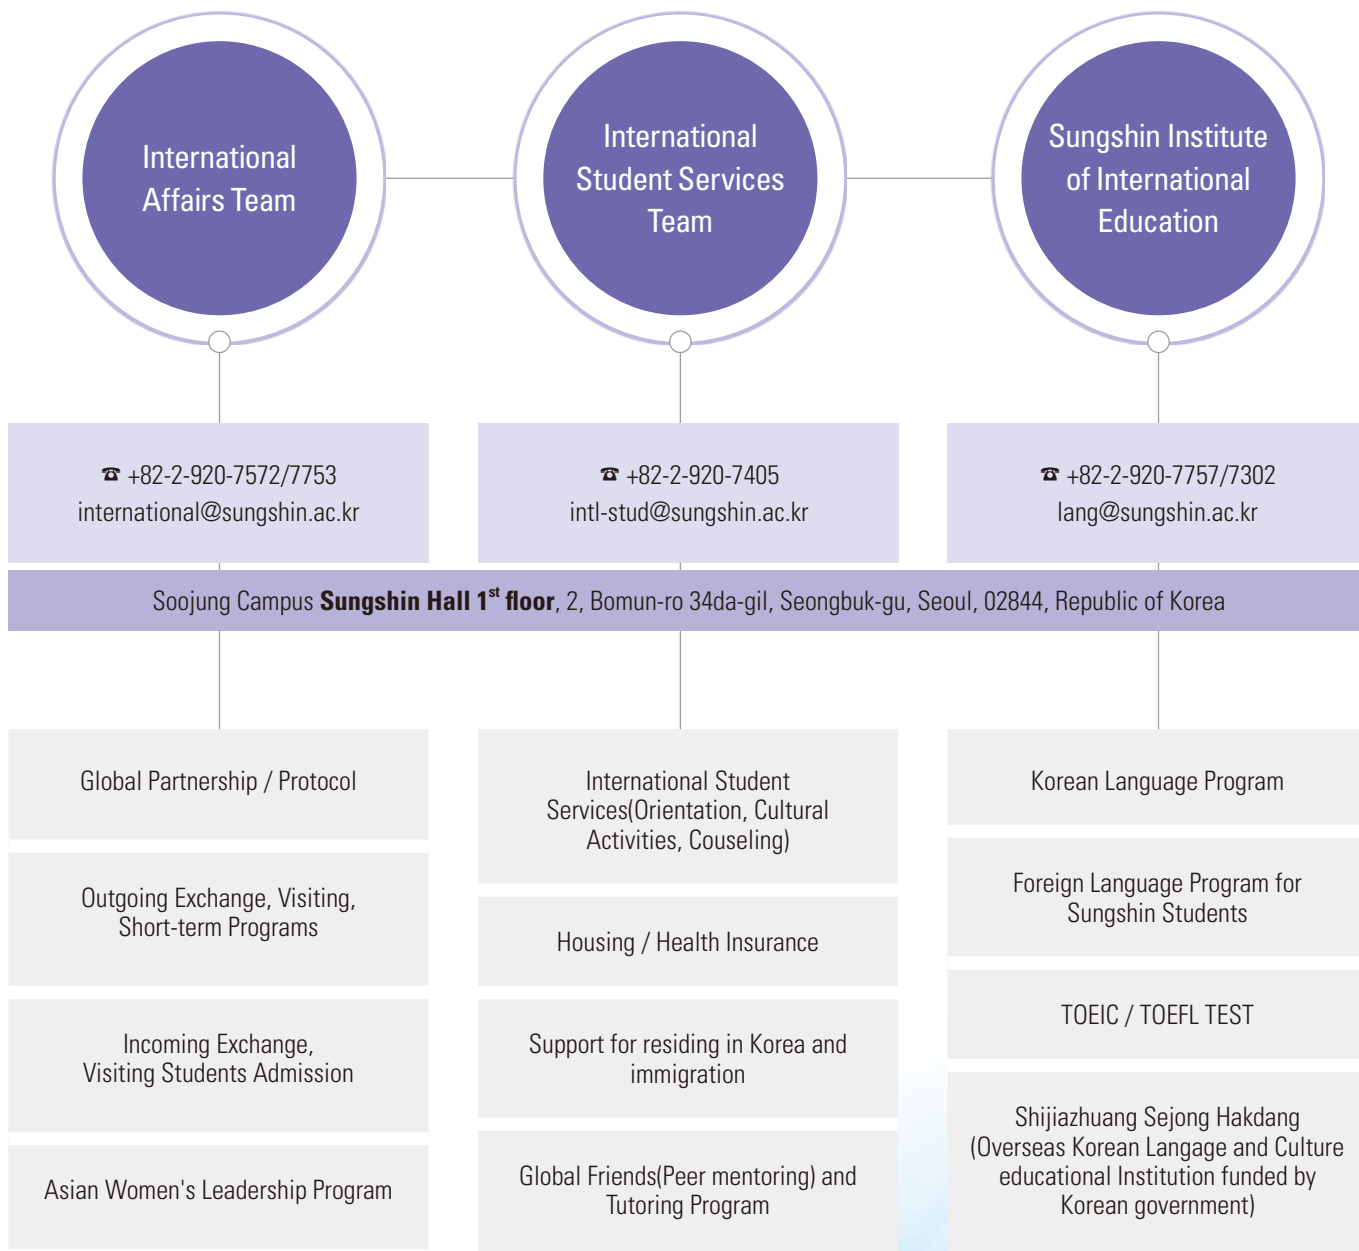 International
Affairs Team
International
Student Services
Team
Sungshin Institute
of International
Education
☎ +82-2-920-7572/7753
international@sungshin.ac.kr
☎ +82-2-920-7405
intl-stud@sungshin.ac.kr
☎ +82-2-920-7757/7302
lang@sungshin.ac.kr
Soojung Campus Sungshin Hall 1st floor, 2, Bomun-ro 34da-gil, Seongbuk-gu, Seoul, 02844, Republic of Korea
Global Partnership / Protocol
Outgoing Exchange, Visiting,
Short-term Programs
Incoming Exchange,
Visiting Students Admission
Asian Women's Leadership Program
International Student
Services(Orientation, Cultural
Activities, Couseling)
Housing / Health Insurance
Support for residing in Korea and
immigration
Global Friends(Peer mentoring) and
Tutoring Program
Korean Language Program
Foreign Language Program for
Sungshin Students
TOEIC / TOEFL TEST
Shijiazhuang Sejong Hakdang
(Overseas Korean Langage and Culture
educational Institution funded by
Korean government)